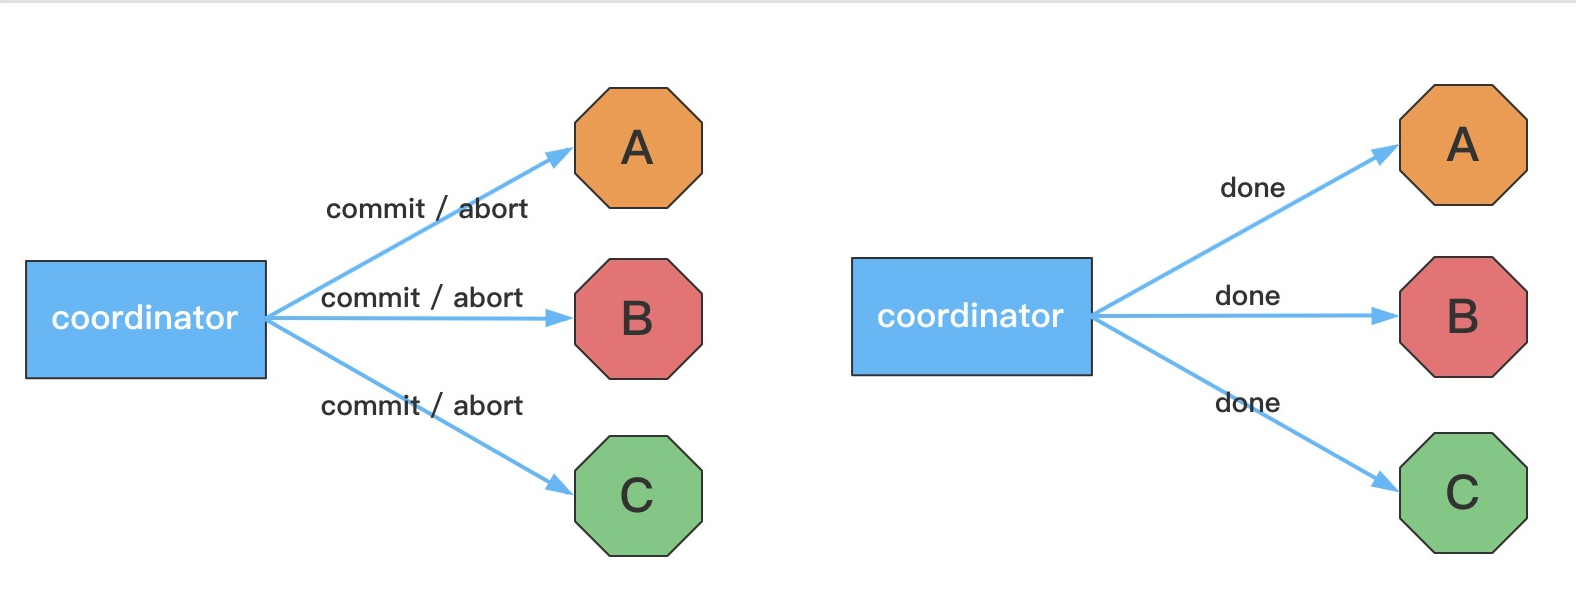 A
commit / abort
coordinator
commit / abort
B
commit / abort
C
A
done
coordinator
done
B
done
C